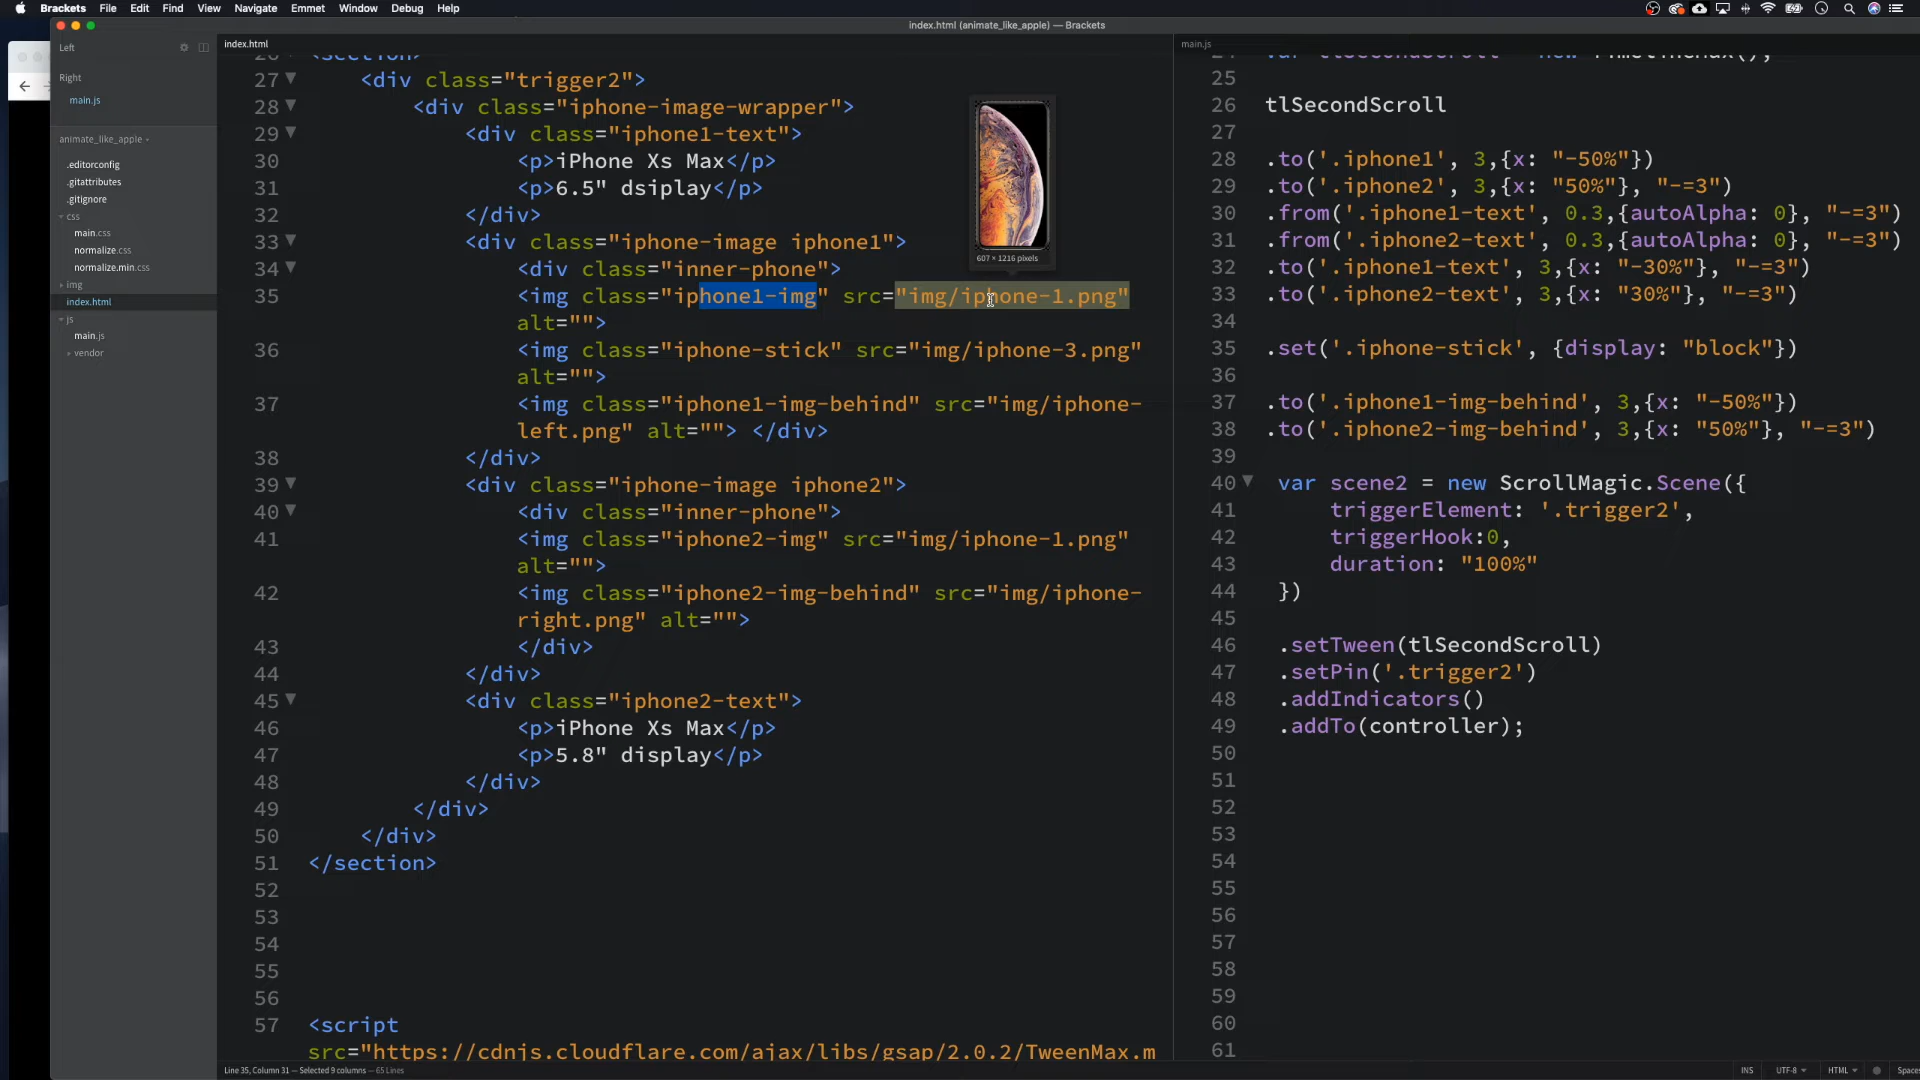 Brackets File Edit Find View Navigate Emmet Window Debug Help
index.html (animate_like_apple) — Brackets
Left
Right
main.js
animate_like_apple
.editorconfig
.gitattributes
.gitignore
css
main.css
normalize.css
normalize.min.css
img
index.html
js
main.js
vendor
index.html
26 <section>
27 <div class="trigger2">
28 <div class="iphone-image-wrapper">
29 <div class="iphone1-text">
30 <p>iPhone Xs Max</p>
31 <p>6.5" dsiplay</p>
32 </div>
33 <div class="iphone-image iphone1">
34 <div class="inner-phone">
35 <img class="iphone1-img" src="img/iphone-1.png"
alt="">
36 <img class="iphone-stick" src="img/iphone-3.png"
alt="">
37 <img class="iphone1-img-behind" src="img/iphone-
left.png" alt=""> </div>
38 </div>
39 <div class="iphone-image iphone2">
40 <div class="inner-phone">
41 <img class="iphone2-img" src="img/iphone-1.png"
alt="">
42 <img class="iphone2-img-behind" src="img/iphone-
right.png" alt="">
43 </div>
44 </div>
45 <div class="iphone2-text">
46 <p>iPhone Xs Max</p>
47 <p>5.8" display</p>
48 </div>
49 </div>
50 </div>
51 </section>
52
53
54
55
56
57 <script
src="https://cdnjs.cloudflare.com/ajax/libs/gsap/2.0.2/TweenMax.m
607 × 1216 pixels
main.js
24 var tlSecondScroll = new TimelineMax();
25
26 tlSecondScroll
27
28 .to('.iphone1', 3,{x: "-50%"})
29 .to('.iphone2', 3,{x: "50%"}, "-=3")
30 .from('.iphone1-text', 0.3,{autoAlpha: 0}, "-=3")
31 .from('.iphone2-text', 0.3,{autoAlpha: 0}, "-=3")
32 .to('.iphone1-text', 3,{x: "-30%"}, "-=3")
33 .to('.iphone2-text', 3,{x: "30%"}, "-=3")
34
35 .set('.iphone-stick', {display: "block"})
36
37 .to('.iphone1-img-behind', 3,{x: "-50%"})
38 .to('.iphone2-img-behind', 3,{x: "50%"}, "-=3")
39
40 var scene2 = new ScrollMagic.Scene({
41 triggerElement: '.trigger2',
42 triggerHook:0,
43 duration: "100%"
44 })
45
46 .setTween(tlSecondScroll)
47 .setPin('.trigger2')
48 .addIndicators()
49 .addTo(controller);
50
51
52
53
54
55
56
57
58
59
60
61
Line 35, Column 31 — Selected 9 columns — 65 Lines
INS UTF-8 HTML Spaces